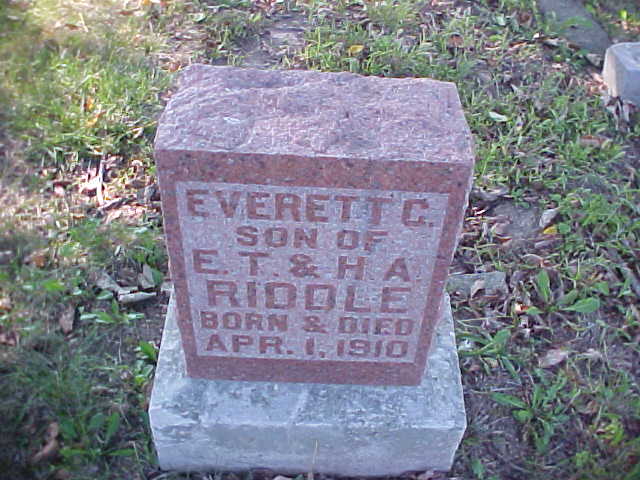 EVERETT C.
SON OF
E. T. & H. A.
RIDDLE
BORN & DIED
APR. 1, 1910